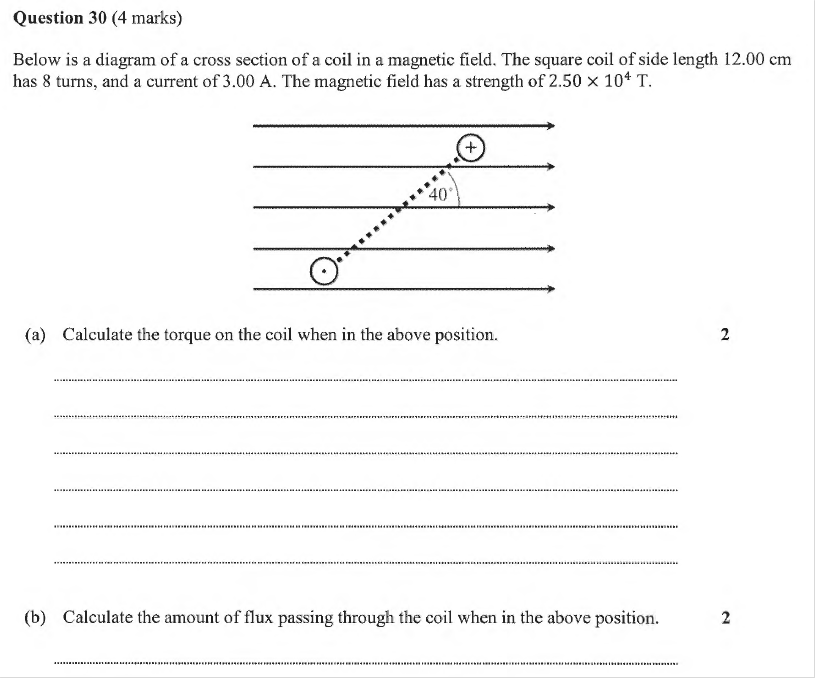 Question 30 (4 marks)
Below is a diagram of a cross section of a coil in a magnetic field. The square coil of side length 12.00 cm
has 8 turns, and a current of 3.00 A. The magnetic field has a strength of 2.50 × 10⁴ T.
+
40°
(a) Calculate the torque on the coil when in the above position. 2
(b) Calculate the amount of flux passing through the coil when in the above position. 2